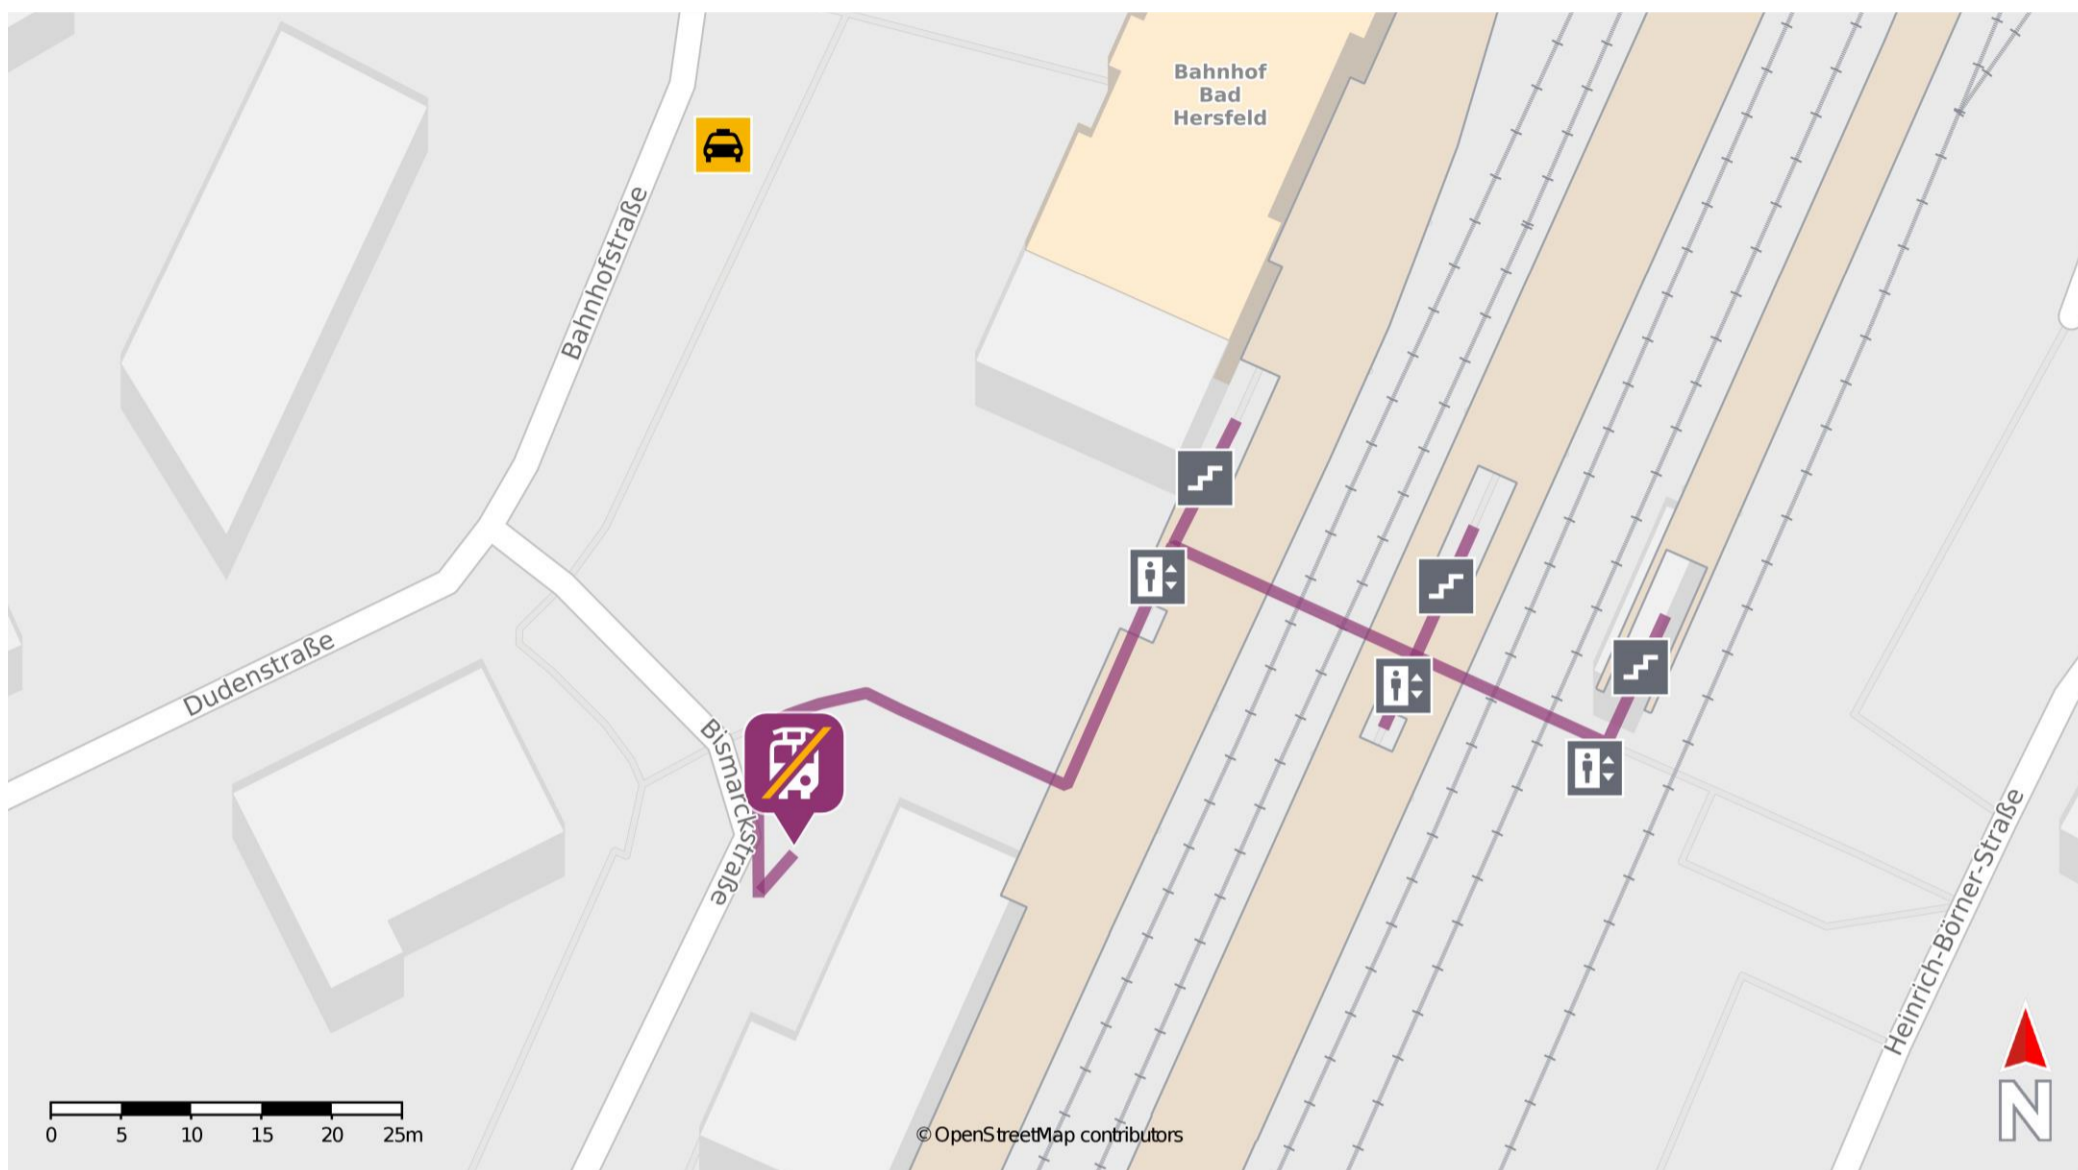 Bahnhof
Bad
Hersfeld
Bahnhofstraße
Dudenstraße
Bismarckstraße
Heinrich-Börner-Straße
0 5 10 15 20 25m
© OpenStreetMap contributors
N